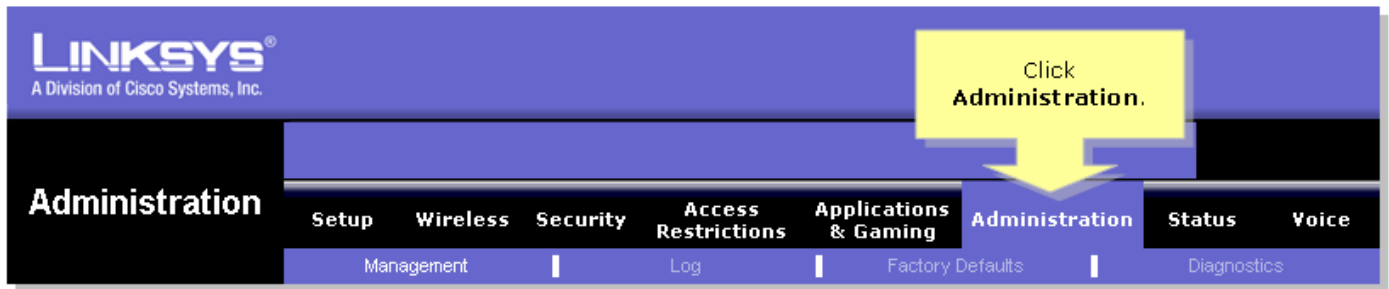 LINKSYS®
A Division of Cisco Systems, Inc.
Click
Administration.
Administration
Setup Wireless Security Access Restrictions Applications & Gaming Administration Status Voice
Management Log Factory Defaults Diagnostics